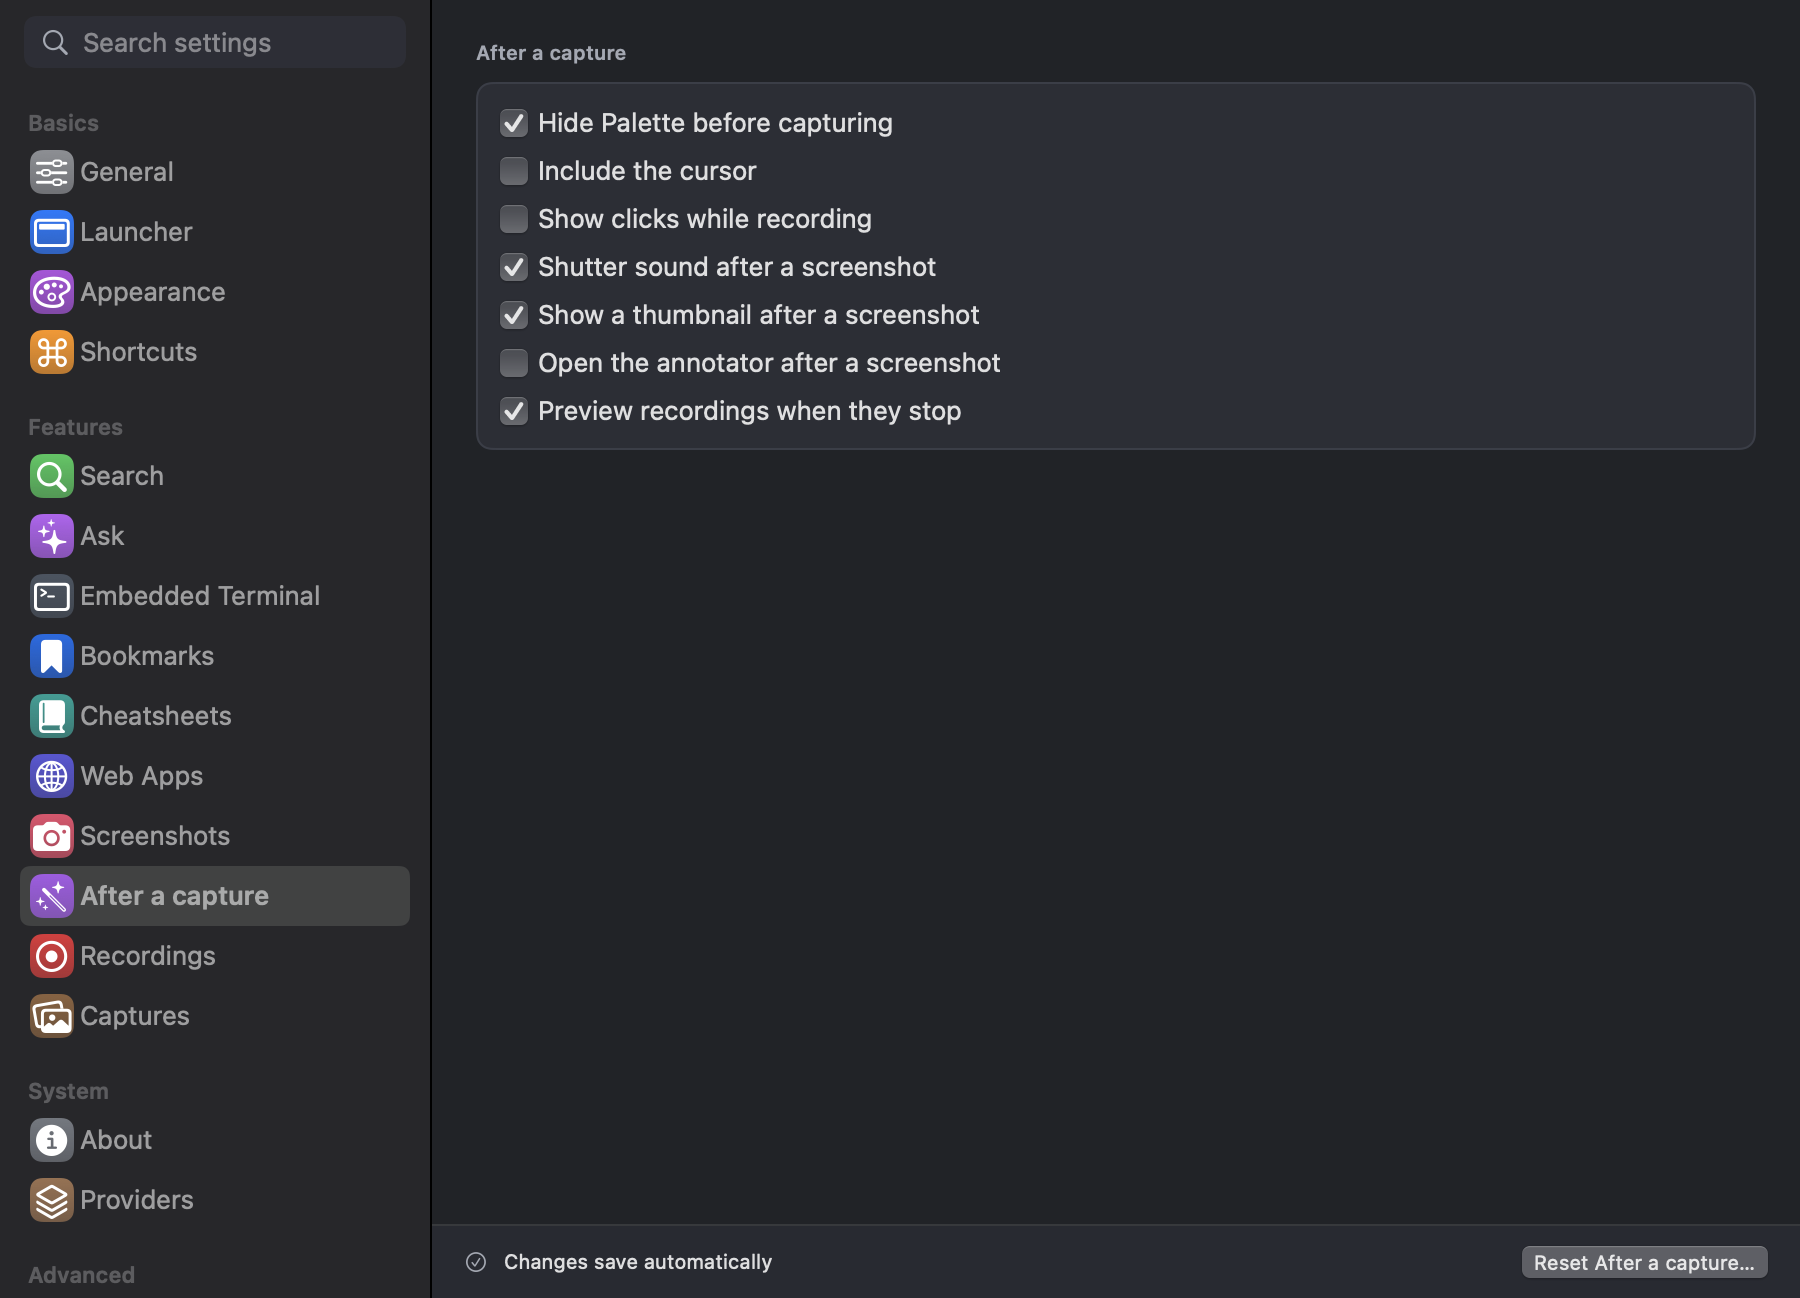 Search settings
Basics
General
Launcher
Appearance
Shortcuts
Features
Search
Ask
Embedded Terminal
Bookmarks
Cheatsheets
Web Apps
Screenshots
After a capture
Recordings
Captures
System
About
Providers
Advanced
After a capture
Hide Palette before capturing
Include the cursor
Show clicks while recording
Shutter sound after a screenshot
Show a thumbnail after a screenshot
Open the annotator after a screenshot
Preview recordings when they stop
Changes save automatically
Reset After a capture...